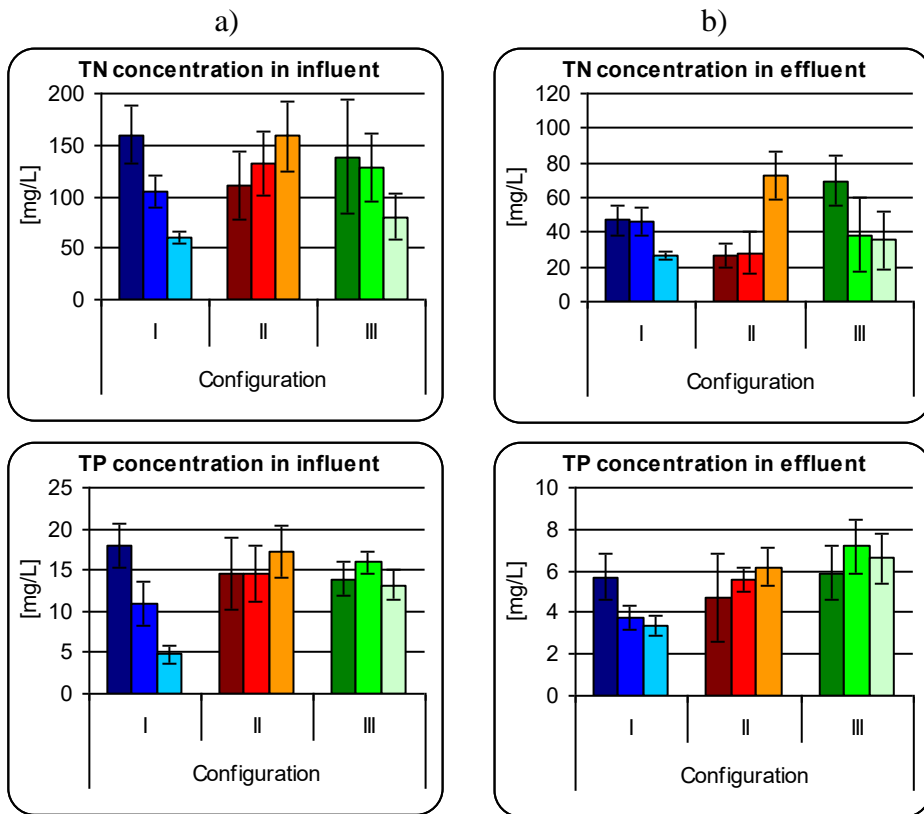 a)
b)
TN concentration in influent
200
150
100
50
0
[mg/L]
I II III
Configuration
TN concentration in effluent
120
100
80
60
40
20
0
[mg/L]
I II III
Configuration
TP concentration in influent
25
20
15
10
5
0
[mg/L]
I II III
Configuration
TP concentration in effluent
10
8
6
4
2
0
[mg/L]
I II III
Configuration